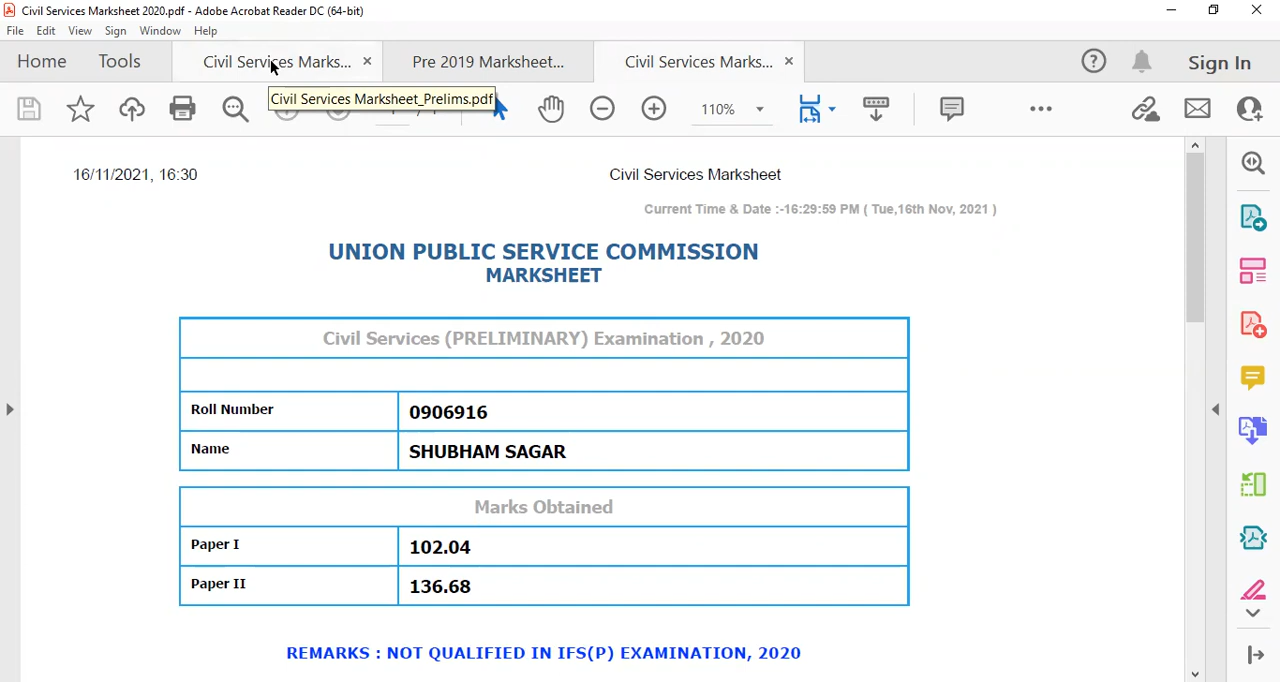 Civil Services Marksheet 2020.pdf - Adobe Acrobat Reader DC (64-bit)
File Edit View Sign Window Help
Home Tools Civil Services Marks... × Pre 2019 Marksheet... Civil Services Marks... × Sign In
Civil Services Marksheet_Prelims.pdf
110%
16/11/2021, 16:30 Civil Services Marksheet
Current Time & Date :-16:29:59 PM ( Tue,16th Nov, 2021 )
UNION PUBLIC SERVICE COMMISSION
MARKSHEET
Civil Services (PRELIMINARY) Examination , 2020
Roll Number 0906916
Name SHUBHAM SAGAR
Marks Obtained
Paper I 102.04
Paper II 136.68
REMARKS : NOT QUALIFIED IN IFS(P) EXAMINATION, 2020